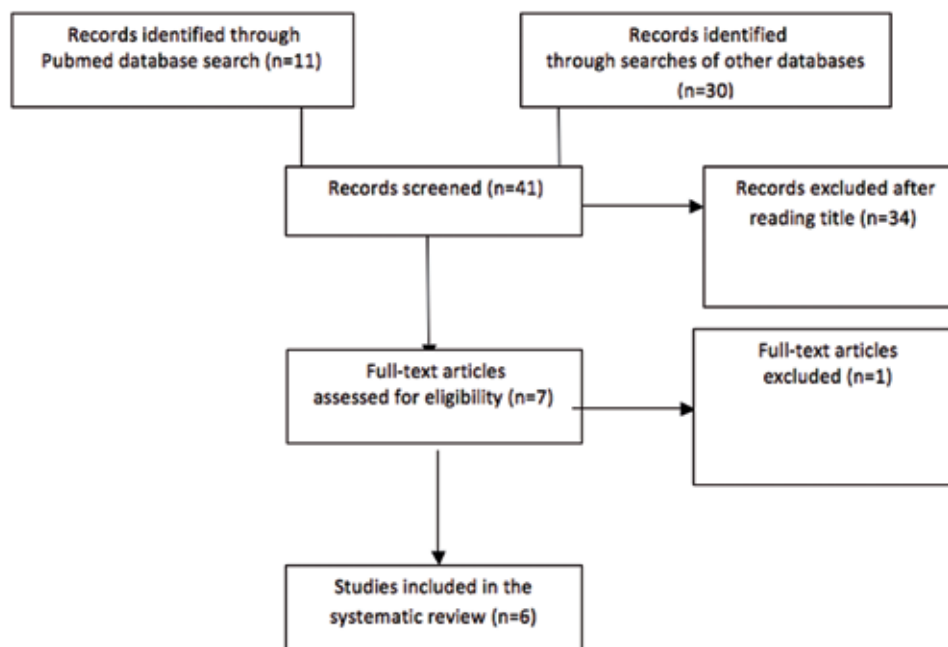 Records identified through
Pubmed database search (n=11)
Records identified
through searches of other databases
(n=30)
Records screened (n=41)
Records excluded after
reading title (n=34)
Full-text articles
assessed for eligibility (n=7)
Full-text articles
excluded (n=1)
Studies included in the
systematic review (n=6)